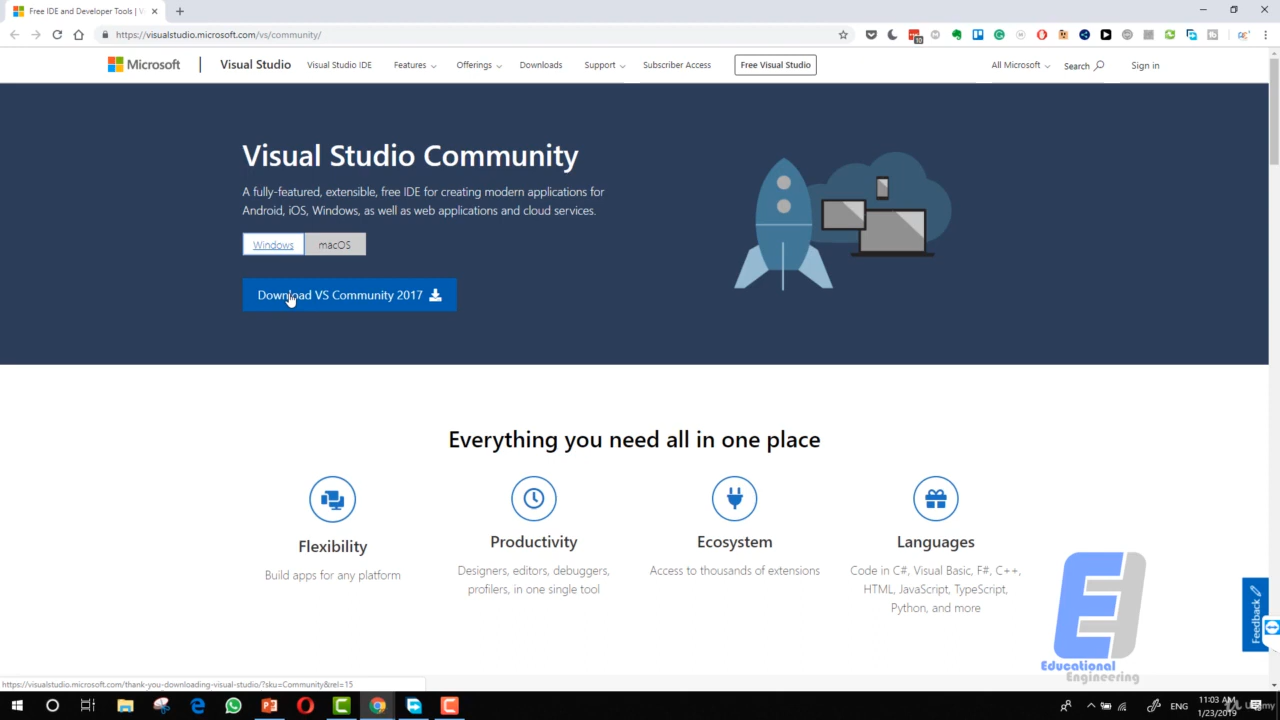 Free IDE and Developer Tools | V
https://visualstudio.microsoft.com/vs/community/
10
Microsoft
Visual Studio
Visual Studio IDE
Features
Offerings
Downloads
Support
Subscriber Access
Free Visual Studio
All Microsoft
Search
Sign in
Visual Studio Community
A fully-featured, extensible, free IDE for creating modern applications for
Android, iOS, Windows, as well as web applications and cloud services.
Windows
macOS
Download VS Community 2017
Everything you need all in one place
Flexibility
Build apps for any platform
Productivity
Designers, editors, debuggers,
profilers, in one single tool
Ecosystem
Access to thousands of extensions
Languages
Code in C#, Visual Basic, F#, C++,
HTML, JavaScript, TypeScript,
Python, and more
Feedback
Educational
Engineering
https://visualstudio.microsoft.com/thank-you-downloading-visual-studio/?sku=Community&rel=15
ENG
11:03 AM
1/23/2019
Udemy